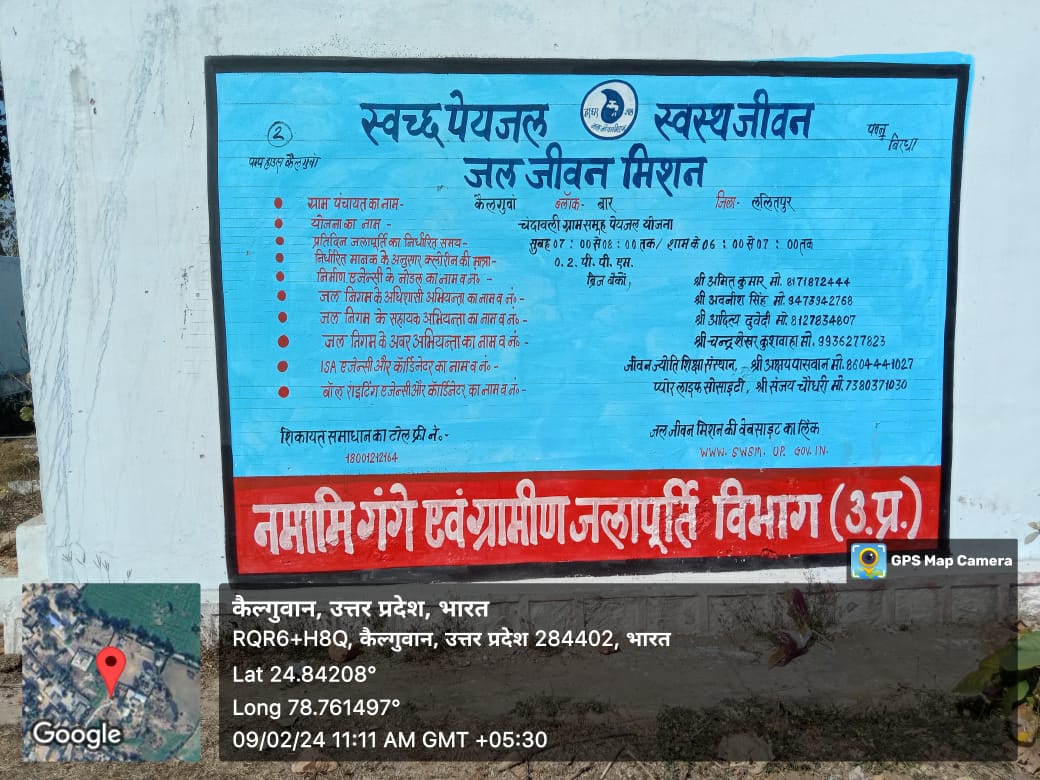 स्वच्छ पेयजल स्वस्थ जीवन
जल जीवन मिशन
②
पम्प हाउस कैलगुवां
पवनू
बिरधा
ग्राम पंचायत का नाम- कैलगुवां ब्लॉक- बार जिला- ललितपुर
योजना का नाम - चंदावली ग्राम समूह पेयजल योजना
प्रतिदिन जलापूर्ति का निर्धारित समय- सुबह 07 : 00 से 08 : 00 तक/ शाम के 06 : 00 से 07 : 00 तक
निर्धारित मानक के अनुसार क्लोरीन की मात्रा- 0.2. पी. पी. एम.
निर्माण एजेन्सी के नोडल का नाम व नं० - ब्रिज बेकों, श्री अमित कुमार मो. 8171872444
जल निगम के अधिशासी अभियन्ता का नाम व नं०- श्री अवनीश सिंह मो. 9473942768
जल निगम के सहायक अभियन्ता का नाम व नं०- श्री आदित्य दुवेदी मो. 8127834807
जल निगम के अवर अभियन्ता का नाम व नं०- श्री चन्द्र शेखर कुशवाहा मो. 9936277823
ISA एजेन्सी और कॉर्डिनेटर का नाम व नं०- जीवन ज्योति शिक्षा संस्थान, श्री अक्षय पासवान मो. 8604441027
वॉल राइटिंग एजेन्सी और कॉर्डिनेटर का नाम व नं०- प्योर लाइफ सोसाइटी, श्री संजय चौधरी मो. 7380371030
शिकायत समाधान का टोल फ्री नं०- जल जीवन मिशन की वेबसाइट का लिंक
18001212164 WWW. SWSM. UP. GOV. IN.
नमामि गंगे एवं ग्रामीण जलापूर्ति विभाग (उ.प्र.)
GPS Map Camera
कैल्गुवान, उत्तर प्रदेश, भारत
RQR6+H8Q, कैल्गुवान, उत्तर प्रदेश 284402, भारत
Lat 24.84208°
Long 78.761497°
09/02/24 11:11 AM GMT +05:30
Google